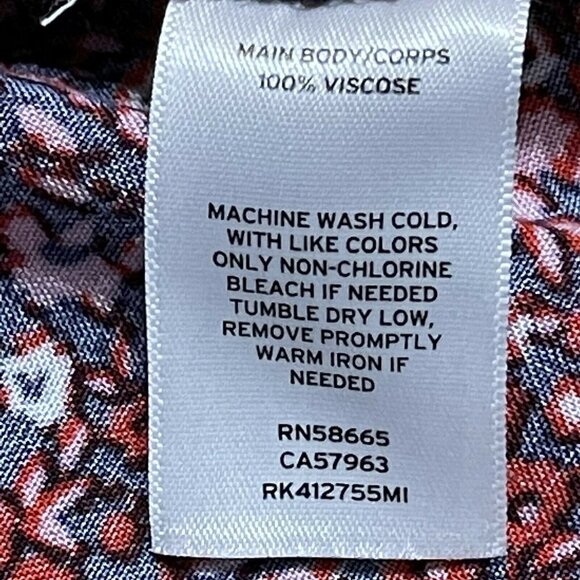 MAIN BODY/CORPS
100% VISCOSE
MACHINE WASH COLD,
WITH LIKE COLORS
ONLY NON-CHLORINE
BLEACH IF NEEDED
TUMBLE DRY LOW,
REMOVE PROMPTLY
WARM IRON IF
NEEDED
RN58665
CA57963
RK412755MI